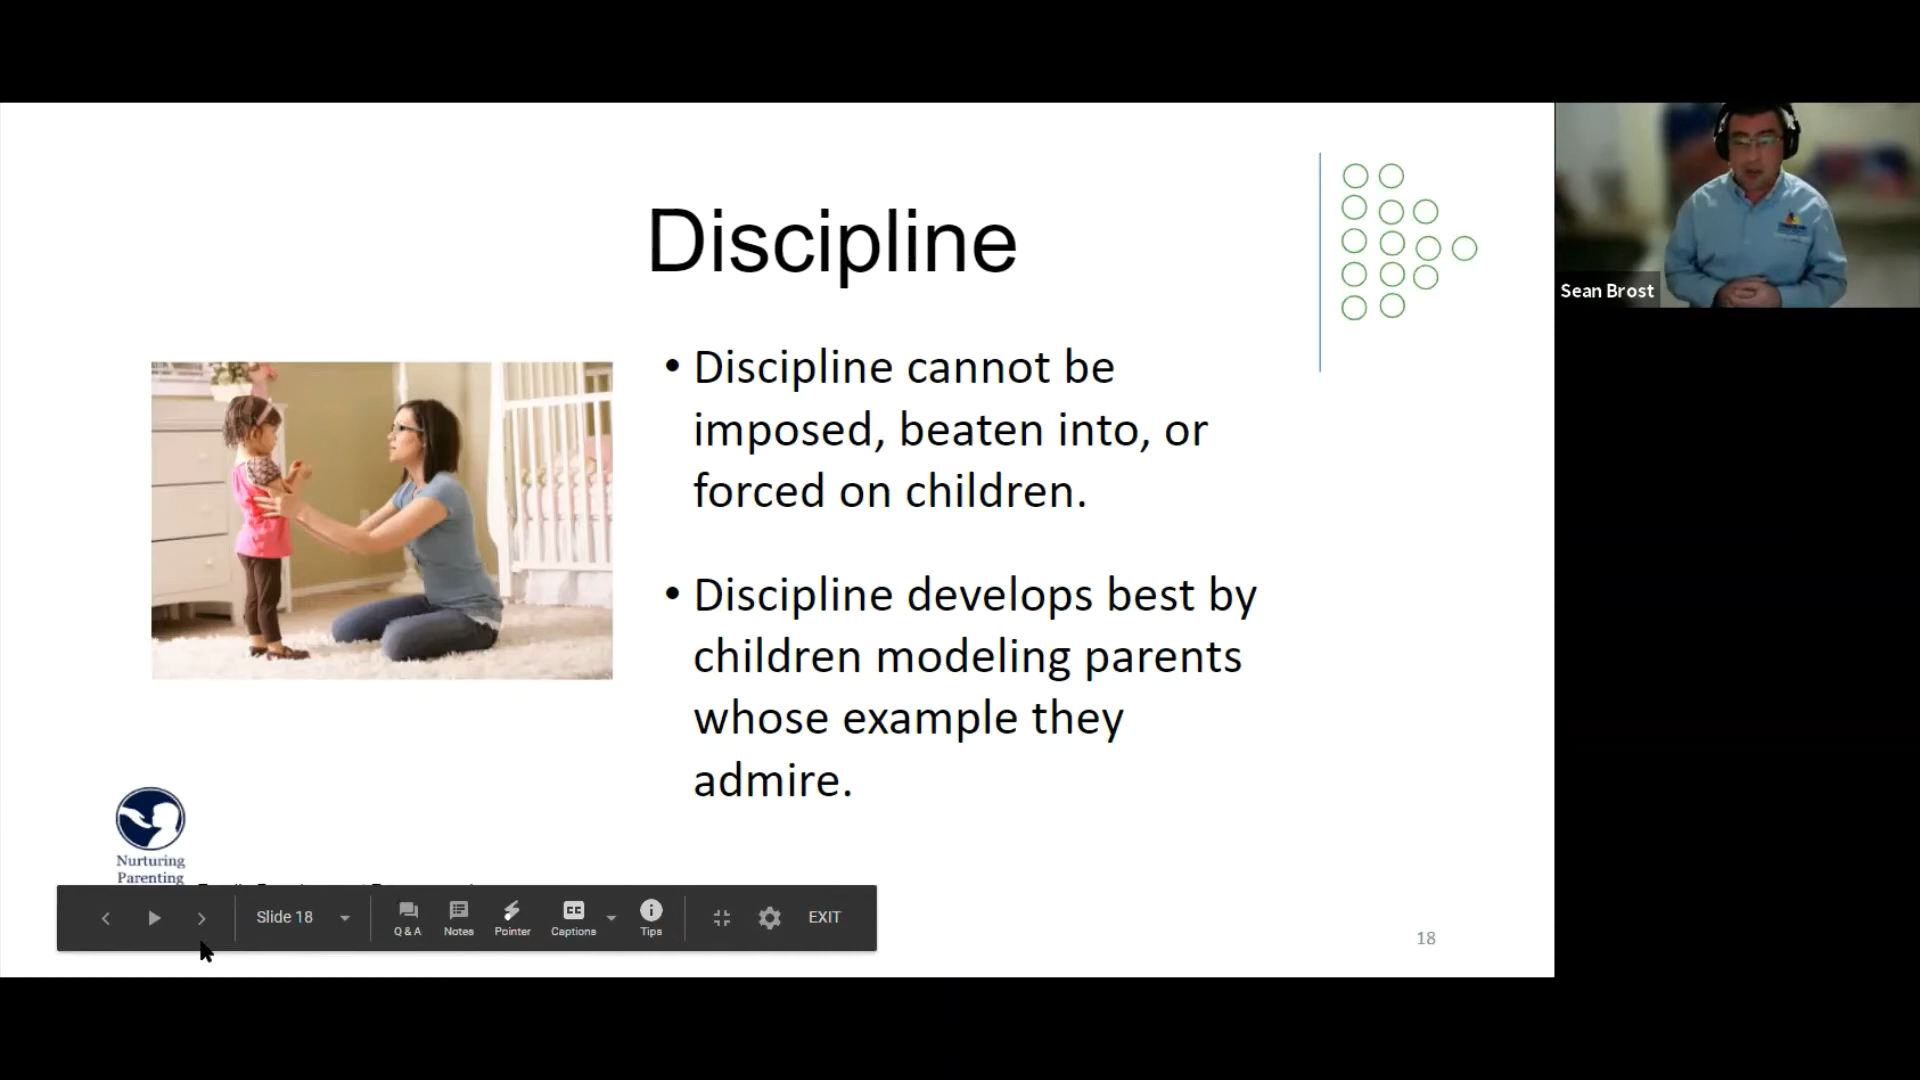 Discipline
• Discipline cannot be
imposed, beaten into, or
forced on children.
• Discipline develops best by
children modeling parents
whose example they
admire.
Sean Brost
Nurturing
Parenting
Slide 18
Q & A
Notes
Pointer
CC
Captions
Tips
EXIT
18